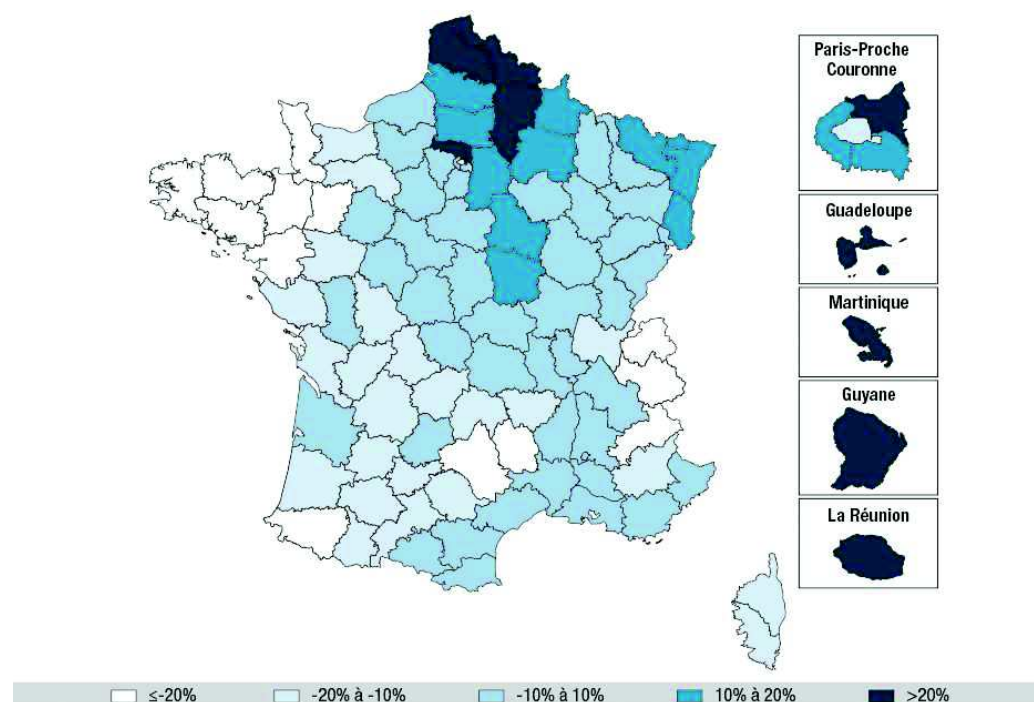 Paris-Proche
Couronne
Guadeloupe
Martinique
Guyane
La Réunion
≤-20%
-20% à -10%
-10% à 10%
10% à 20%
>20%